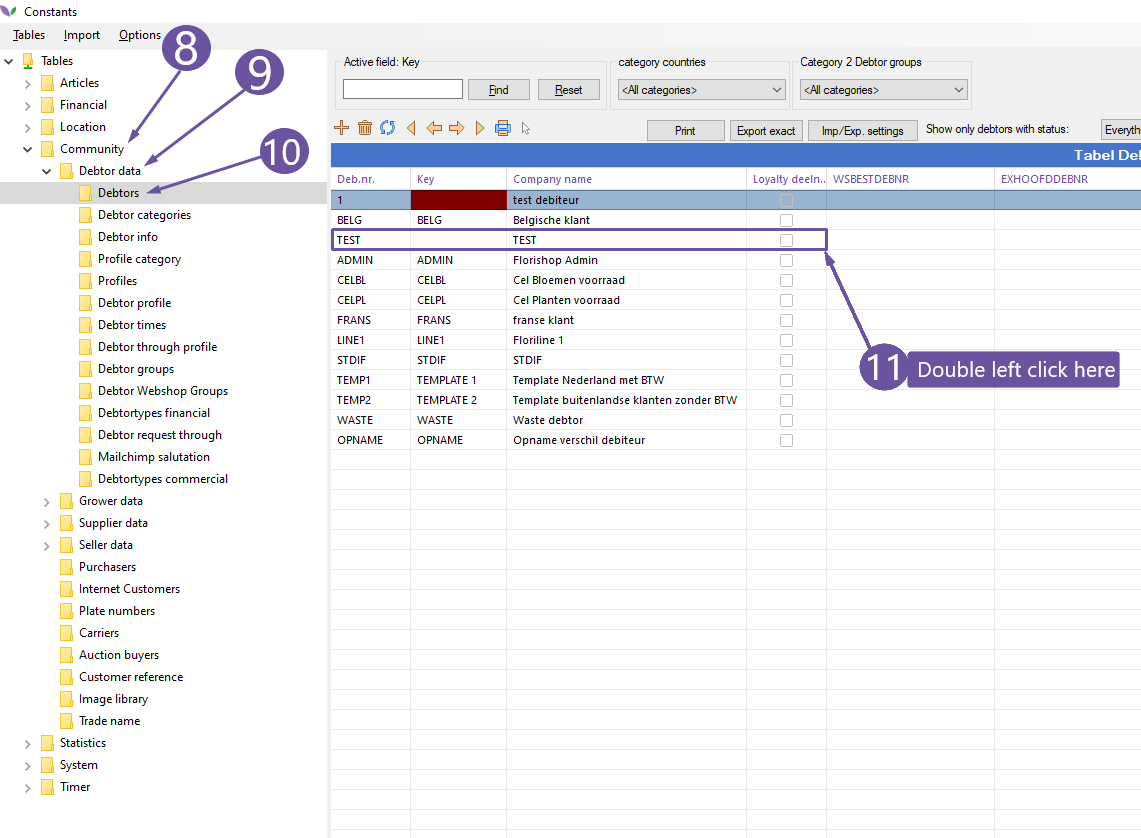 Constants
Tables Import Options
8
9
10
Tables
Articles
Financial
Location
Community
Debtor data
Debtors
Debtor categories
Debtor info
Profile category
Profiles
Debtor profile
Debtor times
Debtor through profile
Debtor groups
Debtor Webshop Groups
Debtortypes financial
Debtor request through
Mailchimp salutation
Debtortypes commercial
Grower data
Supplier data
Seller data
Purchasers
Internet Customers
Plate numbers
Carriers
Auction buyers
Customer reference
Image library
Trade name
Statistics
System
Timer
Active field: Key
Find Reset
category countries
<All categories>
Category 2 Debtor groups
<All categories>
Print Export exact Imp/Exp. settings Show only debtors with status: Everyth
Tabel Deb
Deb.nr. Key Company name Loyalty deeln.. WSBESTDEBNR EXHOOFDDEBNR
1 test debiteur
BELG BELG Belgische klant
TEST TEST
ADMIN ADMIN Florishop Admin
CELBL CELBL Cel Bloemen voorraad
CELPL CELPL Cel Planten voorraad
FRANS FRANS franse klant
LINE1 LINE1 Floriline 1
STDIF STDIF STDIF
TEMP1 TEMPLATE 1 Template Nederland met BTW
TEMP2 TEMPLATE 2 Template buitenlandse klanten zonder BTW
WASTE WASTE Waste debtor
OPNAME OPNAME Opname verschil debiteur
11 Double left click here